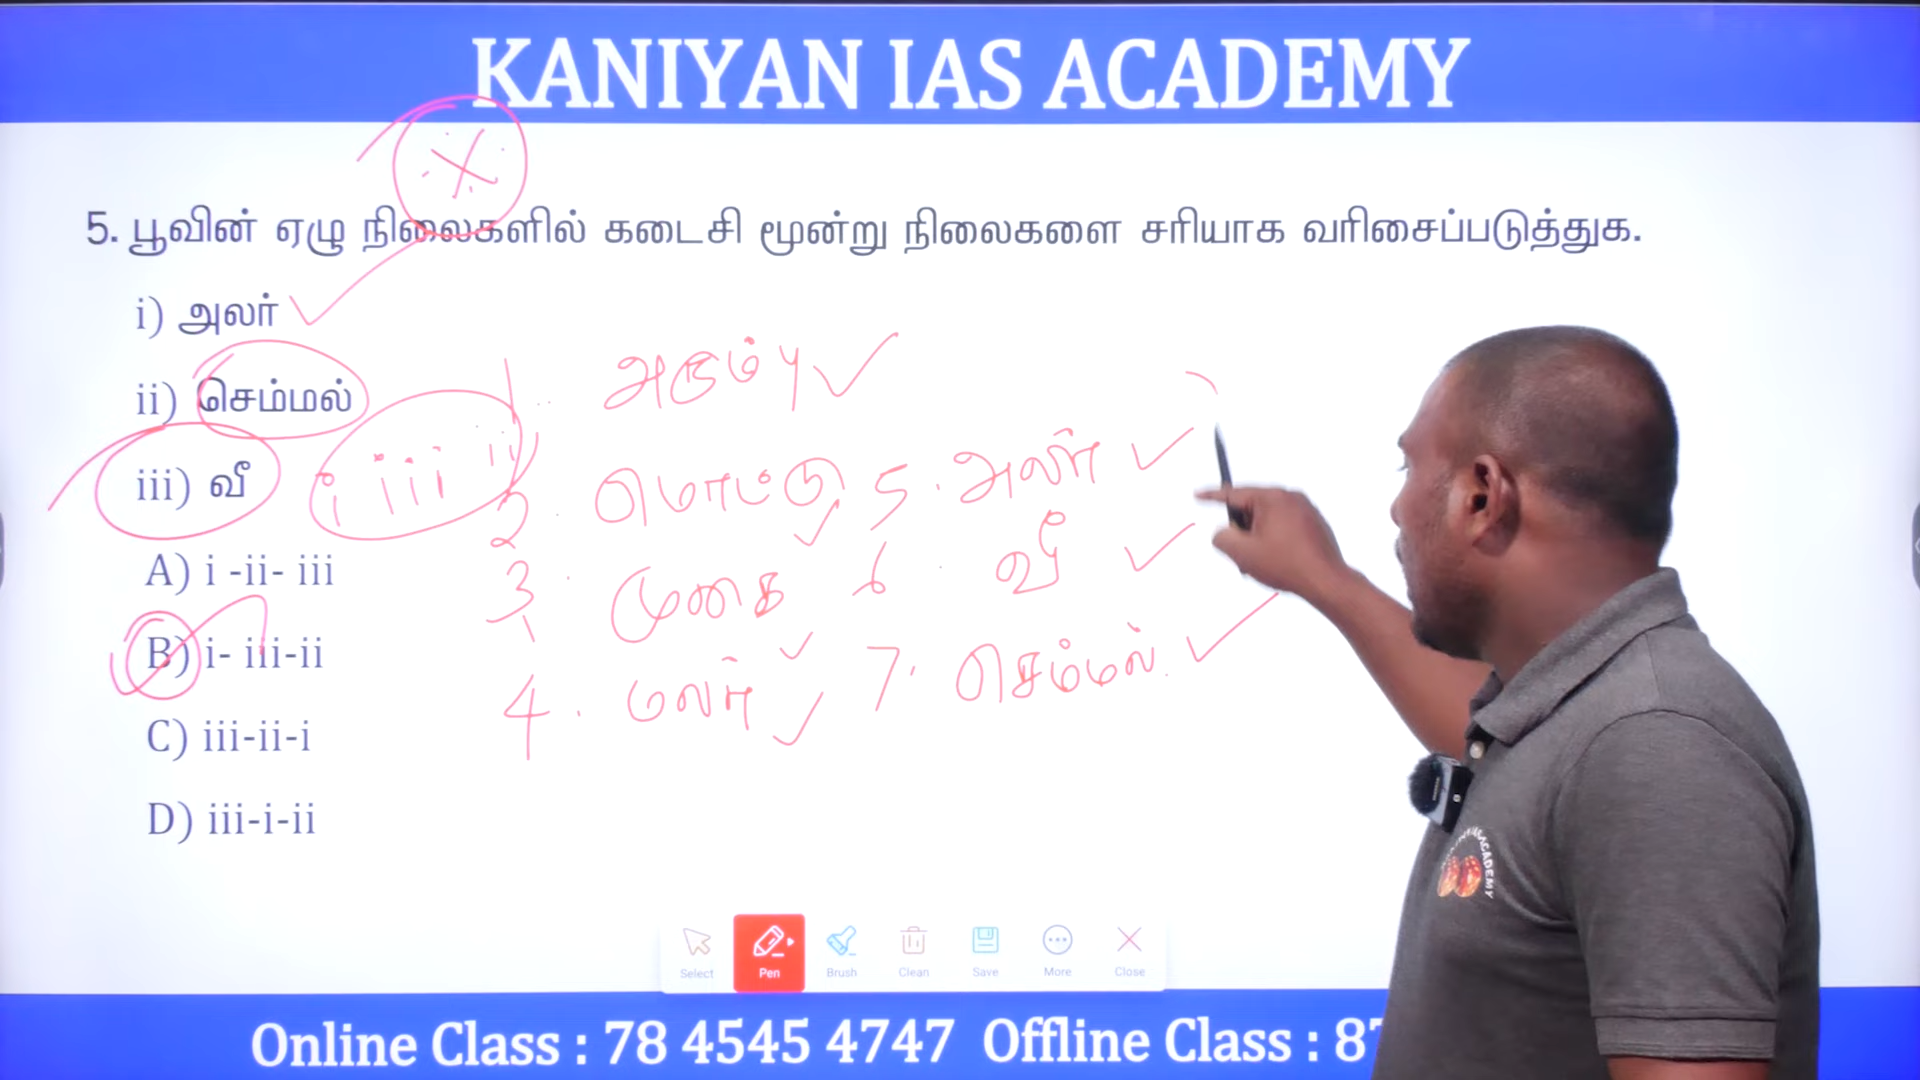 KANIYAN IAS ACADEMY
5. பூவின் ஏழு நிலைகளில் கடைசி மூன்று நிலைகளை சரியாக வரிசைப்படுத்துக.
i) அலர்
ii) செம்மல்
iii) வீ
i iii ii
A) i -ii- iii
B) i- iii-ii
C) iii-ii-i
D) iii-i-ii
1. அரும்பு
2. மொட்டு
3. முகை
4. மலர்
5. அலர்
6. வீ
7. செம்மல்
ACADEMY
Select
Pen
Brush
Clean
Save
More
Close
Online Class : 78 4545 4747 Offline Class : 8